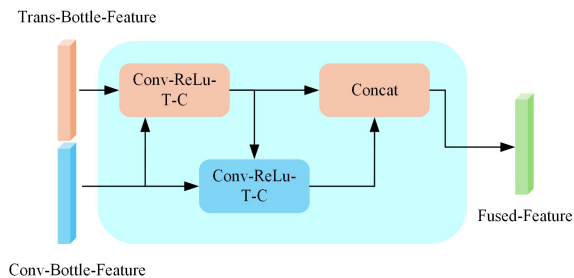 Trans-Bottle-Feature
Conv-ReLu-
T-C
Concat
Conv-ReLu-
T-C
Fused-Feature
Conv-Bottle-Feature